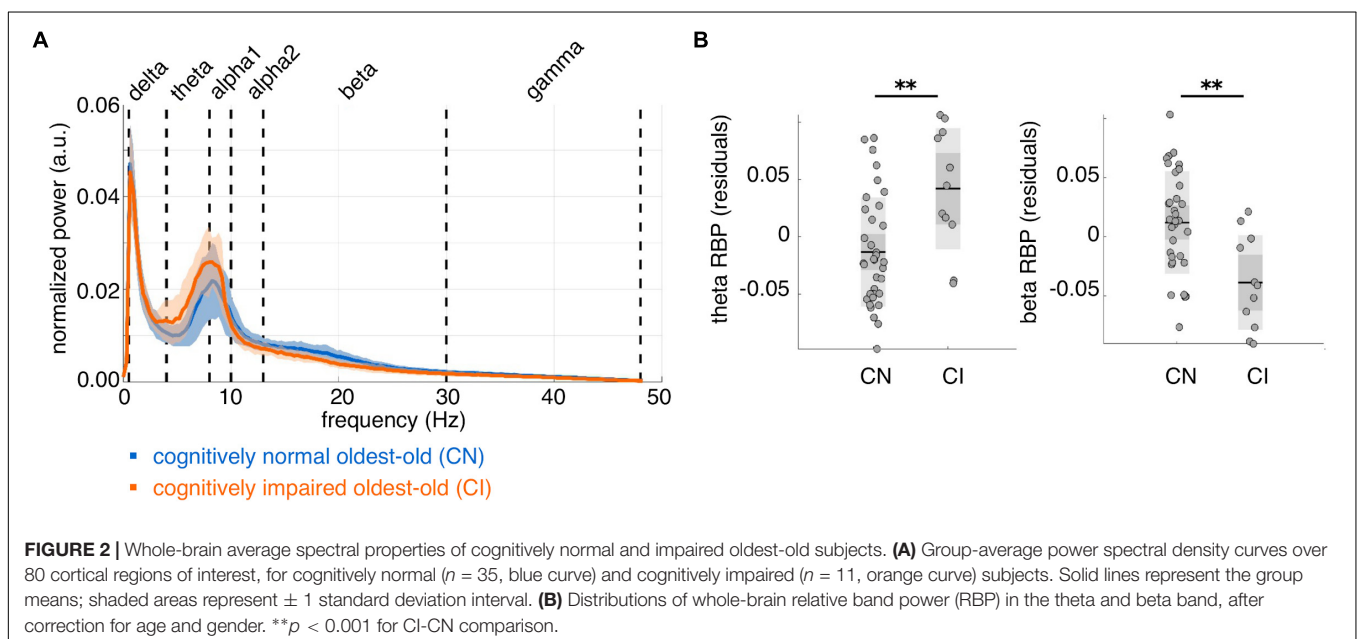 A
delta theta alpha1 alpha2 beta gamma
normalized power (a.u.)
0.06
0.04
0.02
0.00
0 10 20 30 40 50
frequency (Hz)
cognitively normal oldest-old (CN)
cognitively impaired oldest-old (CI)
B
**
theta RBP (residuals)
0.05
0
-0.05
CN CI
**
beta RBP (residuals)
0.05
0
-0.05
CN CI
FIGURE 2 | Whole-brain average spectral properties of cognitively normal and impaired oldest-old subjects. (A) Group-average power spectral density curves over
80 cortical regions of interest, for cognitively normal (n = 35, blue curve) and cognitively impaired (n = 11, orange curve) subjects. Solid lines represent the group
means; shaded areas represent ± 1 standard deviation interval. (B) Distributions of whole-brain relative band power (RBP) in the theta and beta band, after
correction for age and gender. **p < 0.001 for CI-CN comparison.